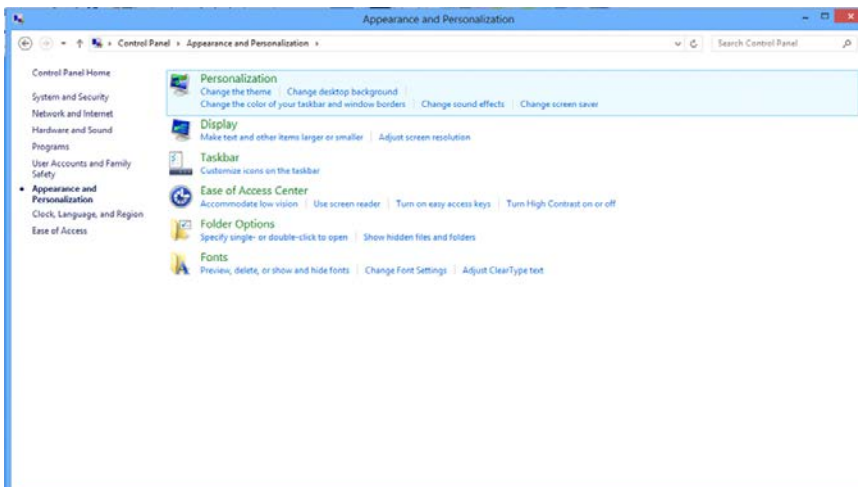 Appearance and Personalization
Control Panel Appearance and Personalization
Search Control Panel
Control Panel Home
System and Security
Network and Internet
Hardware and Sound
Programs
User Accounts and Family
Safety
Appearance and
Personalization
Clock, Language, and Region
Ease of Access
Personalization
Change the theme Change desktop background
Change the color of your taskbar and window borders Change sound effects Change screen saver
Display
Make text and other items larger or smaller Adjust screen resolution
Taskbar
Customize icons on the taskbar
Ease of Access Center
Accommodate low vision Use screen reader Turn on easy access keys Turn High Contrast on or off
Folder Options
Specify single- or double-click to open Show hidden files and folders
Fonts
Preview, delete, or show and hide fonts Change Font Settings Adjust ClearType text